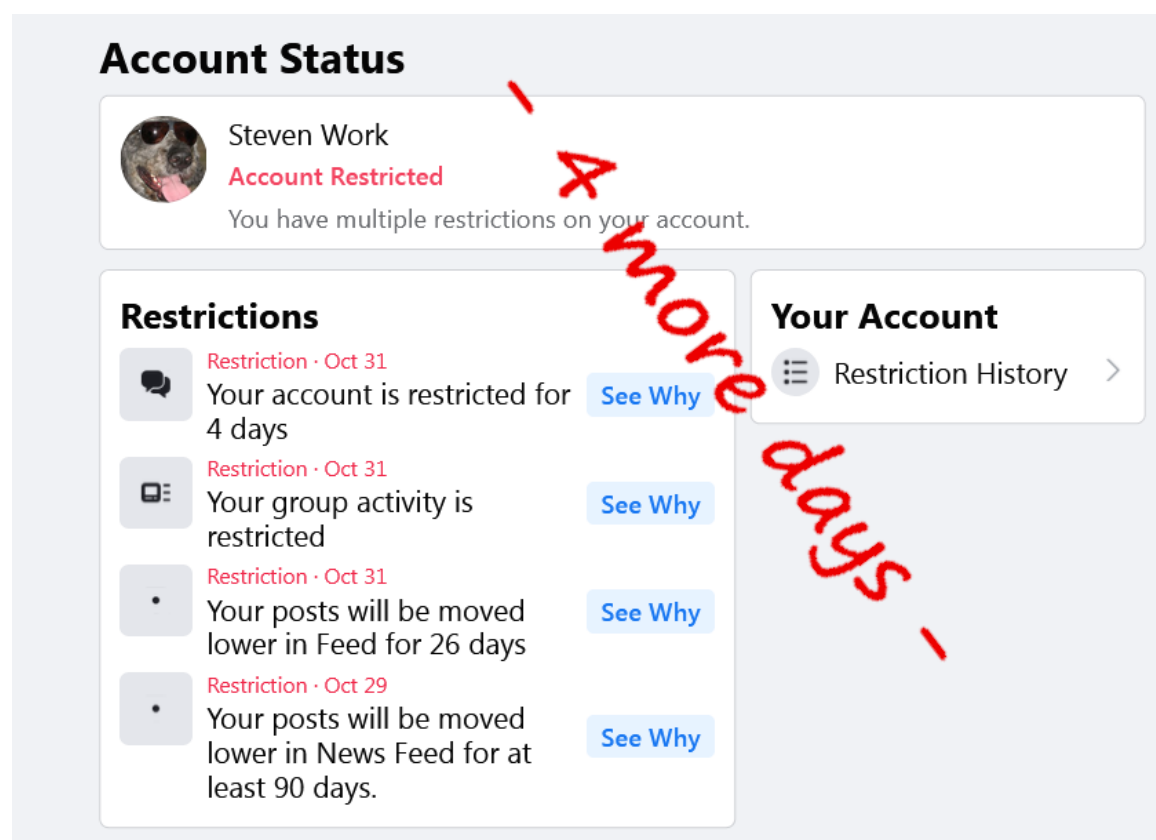 Account Status
Steven Work
Account Restricted
You have multiple restrictions on your account.
- 4 more days -
Restrictions
Restriction · Oct 31
Your account is restricted for
4 days
See Why
Restriction · Oct 31
Your group activity is
restricted
See Why
Restriction · Oct 31
Your posts will be moved
lower in Feed for 26 days
See Why
Restriction · Oct 29
Your posts will be moved
lower in News Feed for at
least 90 days.
See Why
Your Account
Restriction History